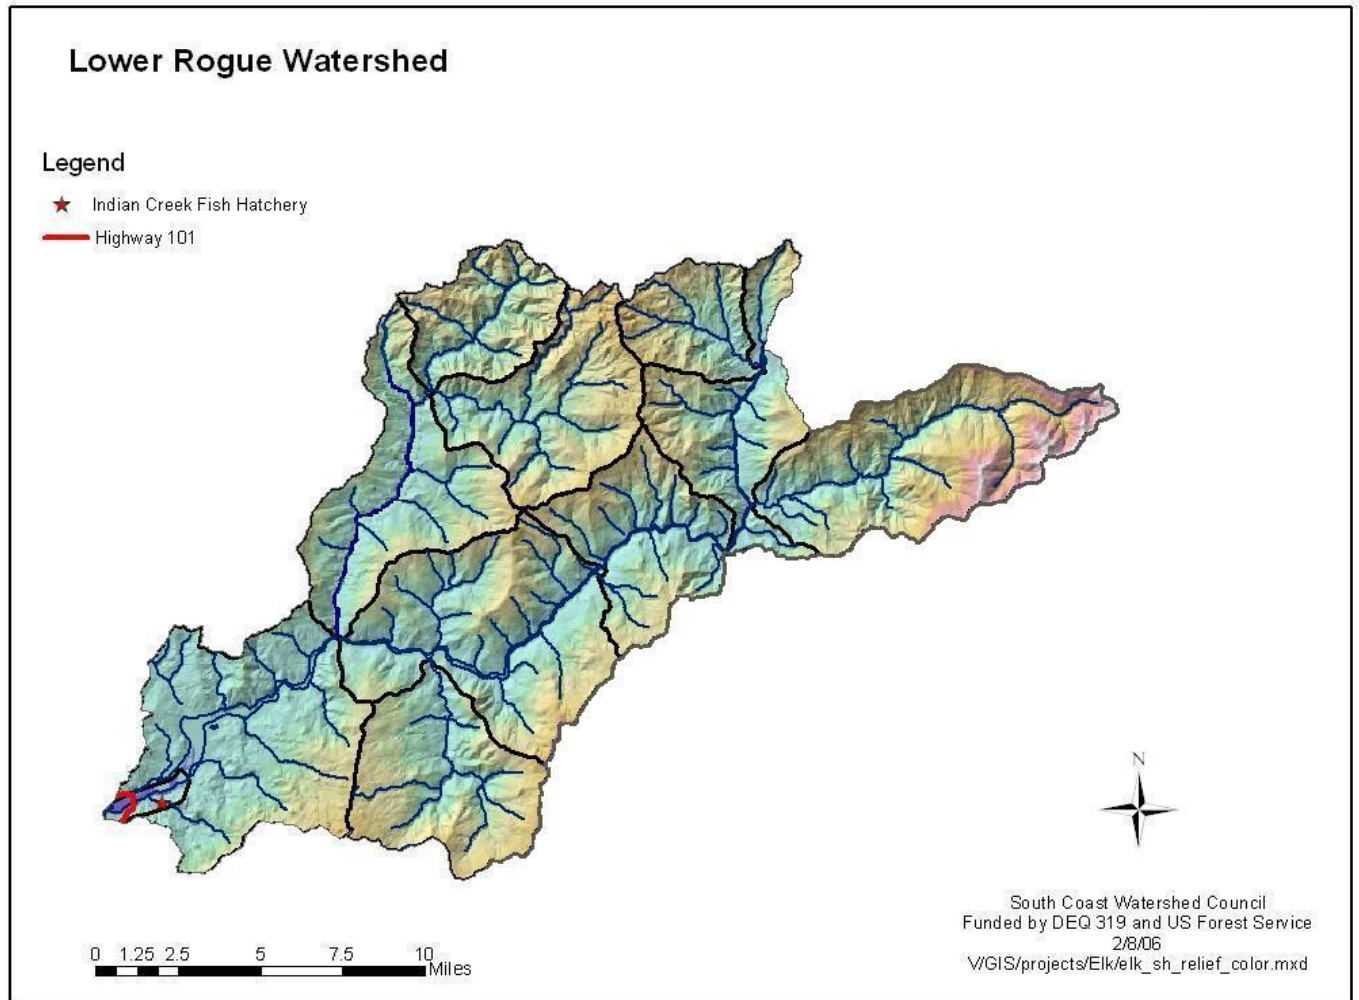 Lower Rogue Watershed
Legend
Indian Creek Fish Hatchery
Highway 101
N
South Coast Watershed Council
Funded by DEQ 319 and US Forest Service
2/8/06
V/GIS/projects/Elk/elk_sh_relief_color.mxd
0 1.25 2.5 5 7.5 10
Miles